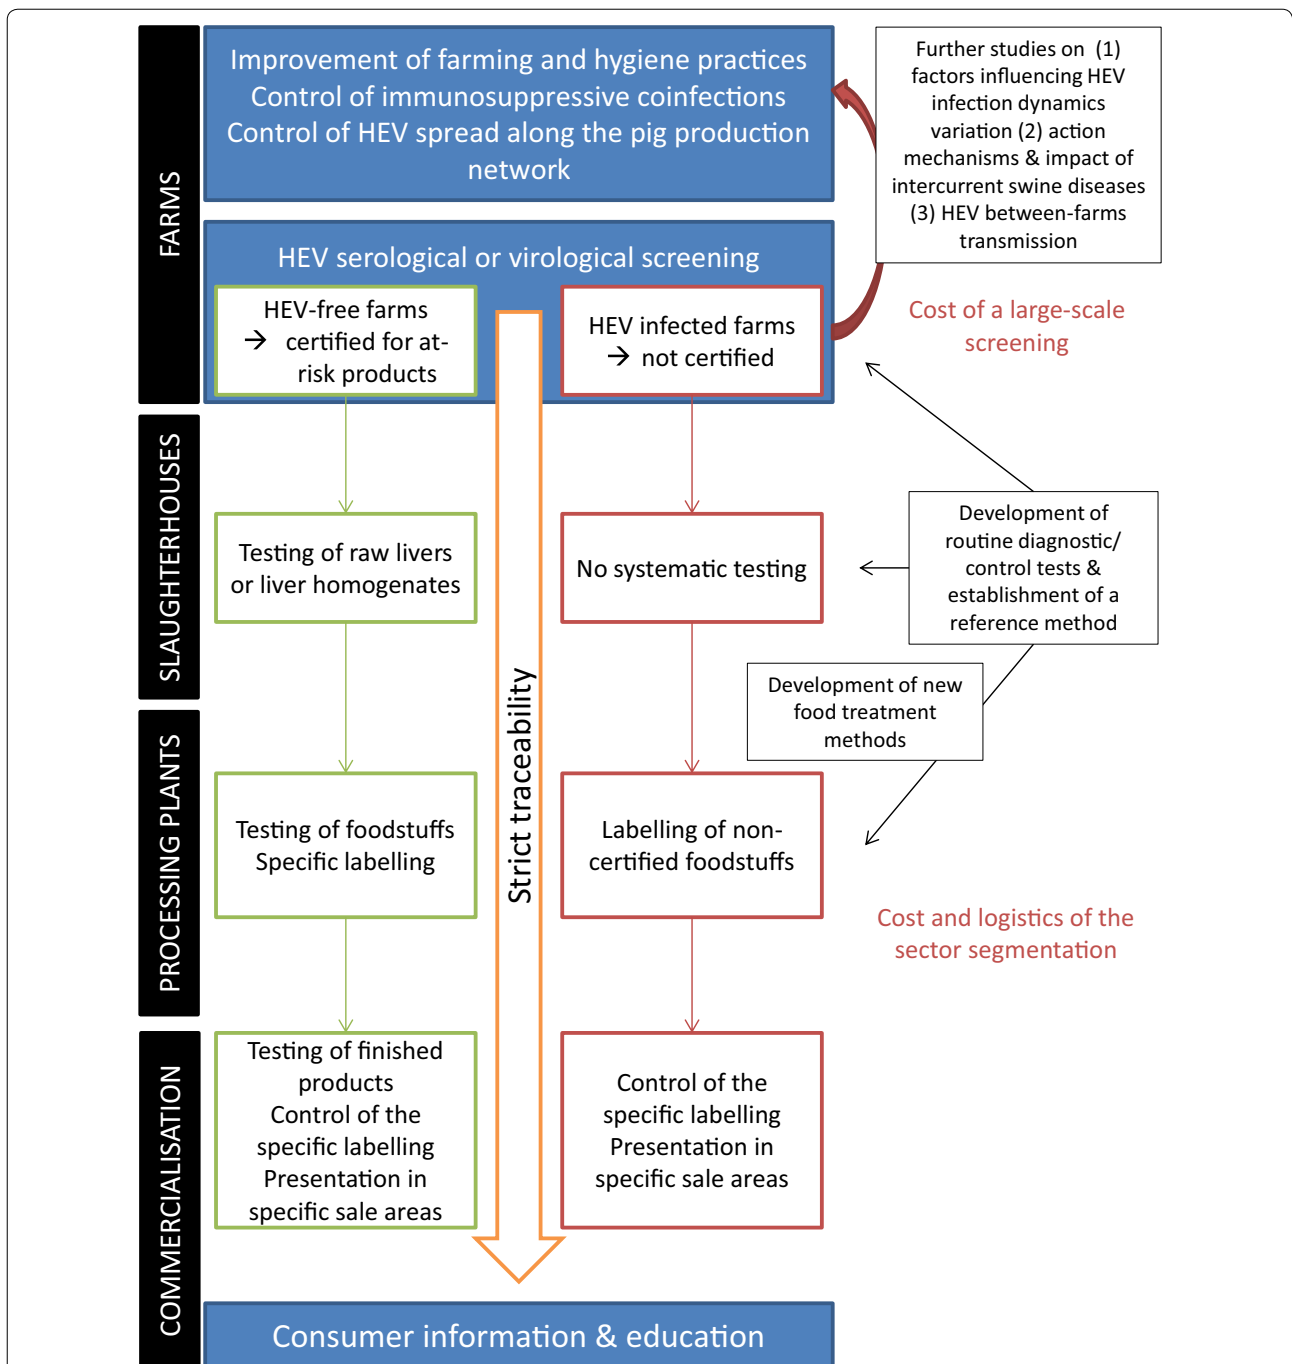 FARMS
Improvement of farming and hygiene practices
Control of immunosuppressive coinfections
Control of HEV spread along the pig production
network
Further studies on (1)
factors influencing HEV
infection dynamics
variation (2) action
mechanisms & impact of
intercurrent swine diseases
(3) HEV between-farms
transmission
HEV serological or virological screening
HEV-free farms
→ certified for at-
risk products
HEV infected farms
→ not certified
Cost of a large-scale
screening
SLAUGHTERHOUSES
Testing of raw livers
or liver homogenates
No systematic testing
Development of
routine diagnostic/
control tests &
establishment of a
reference method
Strict traceability
Development of new
food treatment
methods
PROCESSING PLANTS
Testing of foodstuffs
Specific labelling
Labelling of non-
certified foodstuffs
Cost and logistics of the
sector segmentation
COMMERCIALISATION
Testing of finished
products
Control of the
specific labelling
Presentation in
specific sale areas
Control of the
specific labelling
Presentation in
specific sale areas
Consumer information & education